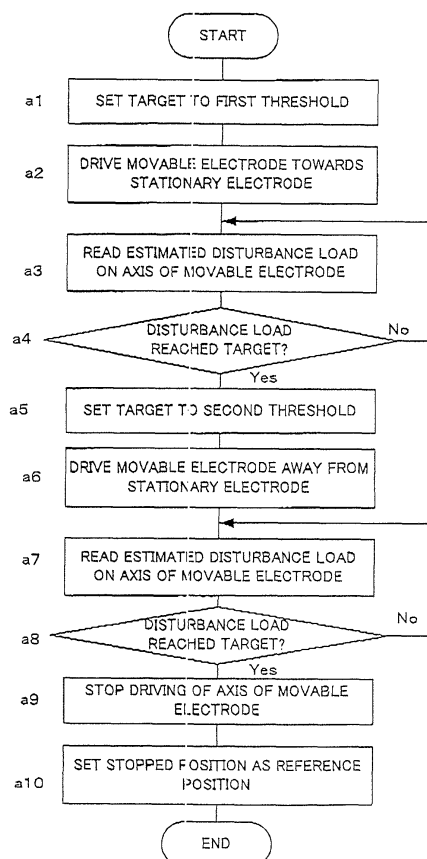 START
a1
SET TARGET TO FIRST THRESHOLD
a2
DRIVE MOVABLE ELECTRODE TOWARDS
STATIONARY ELECTRODE
a3
READ ESTIMATED DISTURBANCE LOAD
ON AXIS OF MOVABLE ELECTRODE
a4
DISTURBANCE LOAD
REACHED TARGET?
No
Yes
a5
SET TARGET TO SECOND THRESHOLD
a6
DRIVE MOVABLE ELECTRODE AWAY FROM
STATIONARY ELECTRODE
a7
READ ESTIMATED DISTURBANCE LOAD
ON AXIS OF MOVABLE ELECTRODE
a8
DISTURBANCE LOAD
REACHED TARGET?
No
Yes
a9
STOP DRIVING OF AXIS OF MOVABLE
ELECTRODE
a10
SET STOPPED POSITION AS REFERENCE
POSITION
END